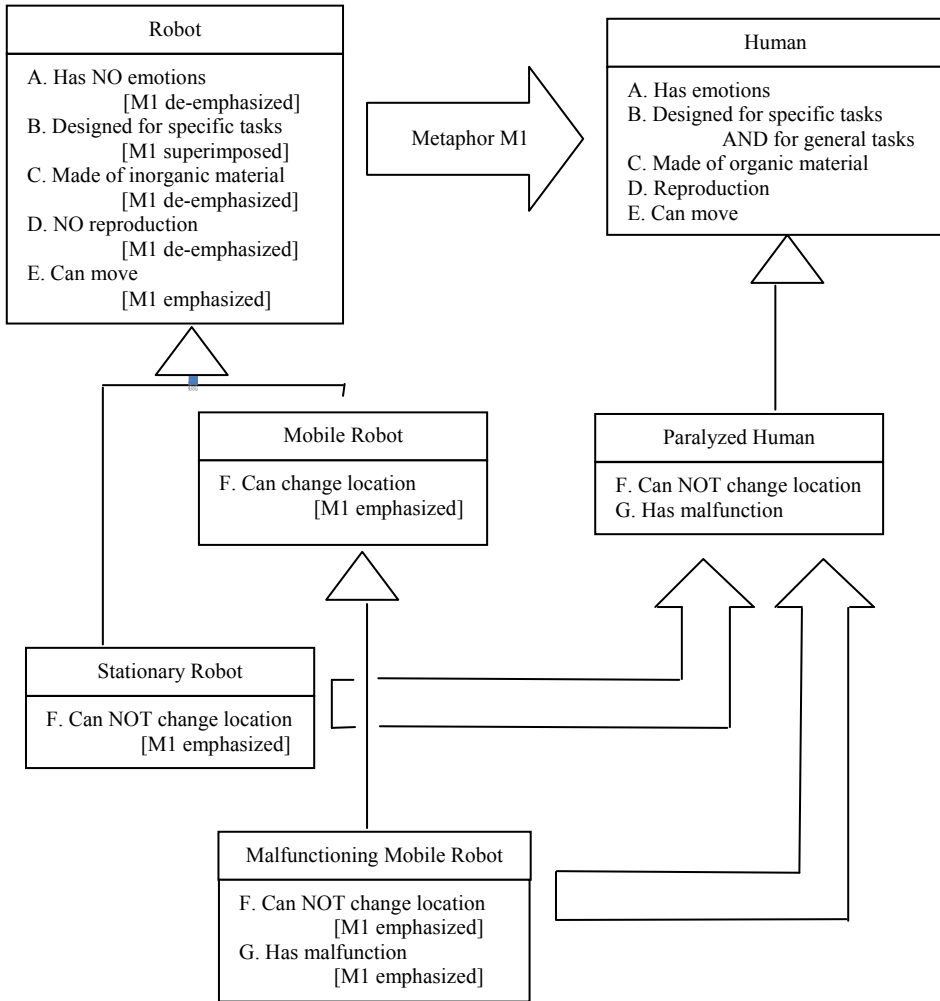 Robot
A. Has NO emotions
[M1 de-emphasized]
B. Designed for specific tasks
[M1 superimposed]
C. Made of inorganic material
[M1 de-emphasized]
D. NO reproduction
[M1 de-emphasized]
E. Can move
[M1 emphasized]
Metaphor M1
Human
A. Has emotions
B. Designed for specific tasks
AND for general tasks
C. Made of organic material
D. Reproduction
E. Can move
Mobile Robot
F. Can change location
[M1 emphasized]
Paralyzed Human
F. Can NOT change location
G. Has malfunction
Stationary Robot
F. Can NOT change location
[M1 emphasized]
Malfunctioning Mobile Robot
F. Can NOT change location
[M1 emphasized]
G. Has malfunction
[M1 emphasized]